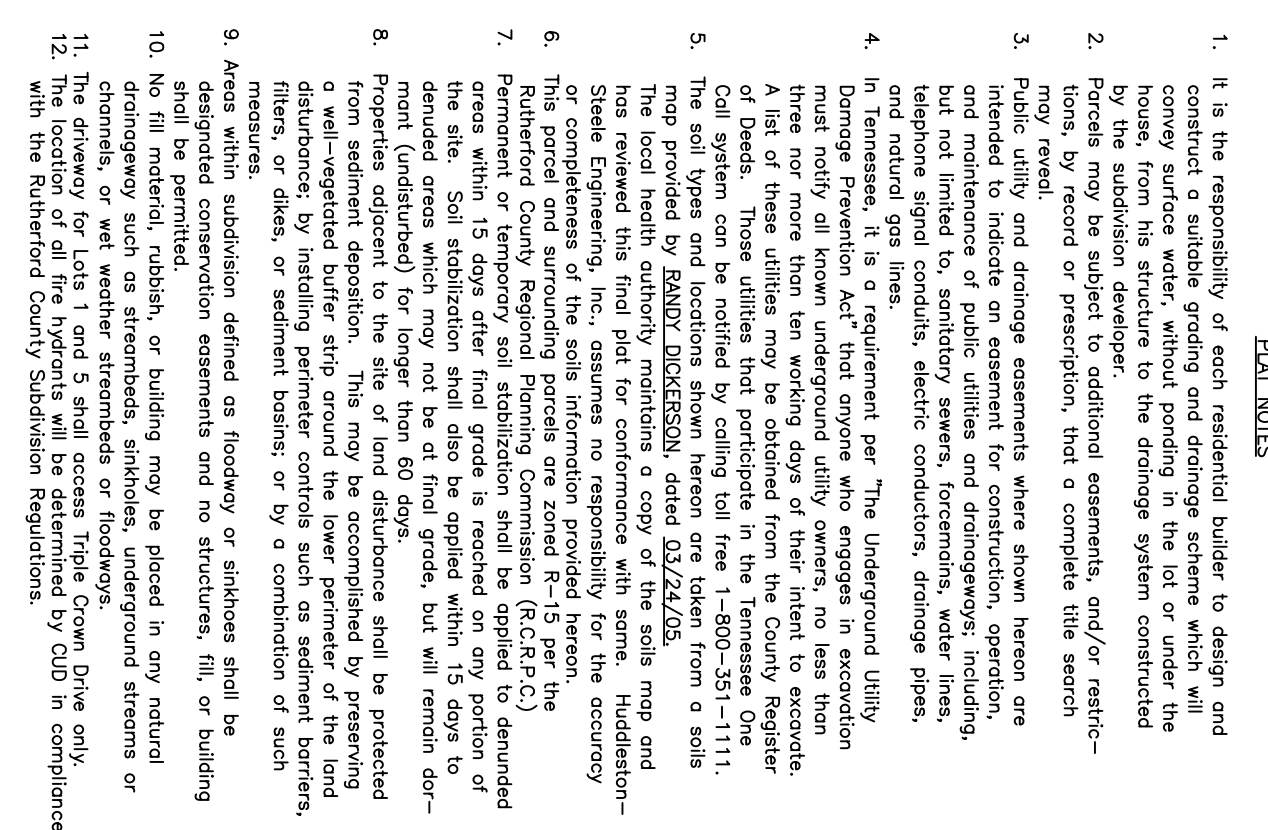 PLAT NOTES
1. It is the responsibility of each residential builder to design and
construct a suitable grading and drainage scheme which will
convey surface water, without ponding in the lot or under the
house, from his structure to the drainage system constructed
by the subdivision developer.
2. Parcels may be subject to additional easements, and/or restric-
tions, by record or prescription, that a complete title search
may reveal.
3. Public utility and drainage easements where shown hereon are
intended to indicate an easement for construction, operation,
and maintenance of public utilities and drainageways; including,
but not limited to, sanitatary sewers, forcemains, water lines,
telephone signal conduits, electric conductors, drainage pipes,
and natural gas lines.
4. In Tennessee, it is a requirement per "The Underground Utility
Damage Prevention Act" that anyone who engages in excavation
must notify all known underground utility owners, no less than
three nor more than ten working days of their intent to excavate.
A list of these utilities may be obtained from the County Register
of Deeds. Those utilities that participate in the Tennessee One
Call system can be notified by calling toll free 1-800-351-1111.
5. The soil types and locations shown hereon are taken from a soils
map provided by RANDY DICKERSON, dated 03/24/05.
The local health authority maintains a copy of the soils map and
has reviewed this final plat for conformance with same. Huddleston-
Steele Engineering, Inc., assumes no responsibility for the accuracy
or completeness of the soils information provided hereon.
6. This parcel and surrounding parcels are zoned R-15 per the
Rutherford County Regional Planning Commission (R.C.R.P.C.)
7. Permanent or temporary soil stabilization shall be applied to denunded
areas within 15 days after final grade is reached on any portion of
the site. Soil stabilization shall also be applied within 15 days to
denuded areas which may not be at final grade, but will remain dor-
mant (undisturbed) for longer than 60 days.
8. Properties adjacent to the site of land disturbance shall be protected
from sediment deposition. This may be accomplished by preserving
a well-vegetated buffer strip around the lower perimeter of the land
disturbance; by installing perimeter controls such as sediment barriers,
filters, or dikes, or sediment basins; or by a combination of such
measures.
9. Areas within subdivision defined as floodway or sinkhoes shall be
designated conservation easements and no structures, fill, or building
shall be permitted.
10. No fill material, rubbish, or building may be placed in any natural
drainageway such as streambeds, sinkholes, underground streams or
channels, or wet weather streambeds or floodways.
11. The driveway for Lots 1 and 5 shall access Triple Crown Drive only.
12. The location of all fire hydrants will be determined by CUD in compliance
with the Rutherford County Subdivision Regulations.